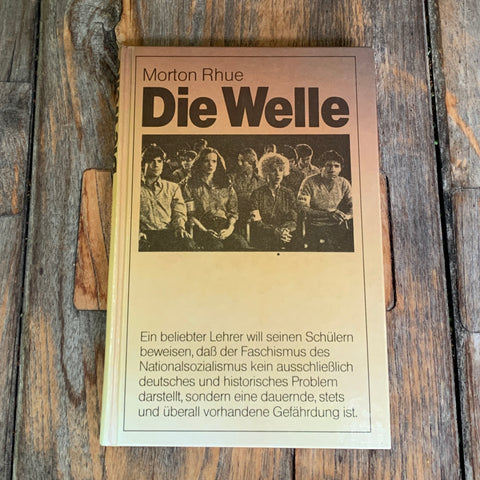 Morton Rhue
Die Welle
Ein beliebter Lehrer will seinen Schülern
beweisen, daß der Faschismus des
Nationalsozialismus kein ausschließlich
deutsches und historisches Problem
darstellt, sondern eine dauernde, stets
und überall vorhandene Gefährdung ist.